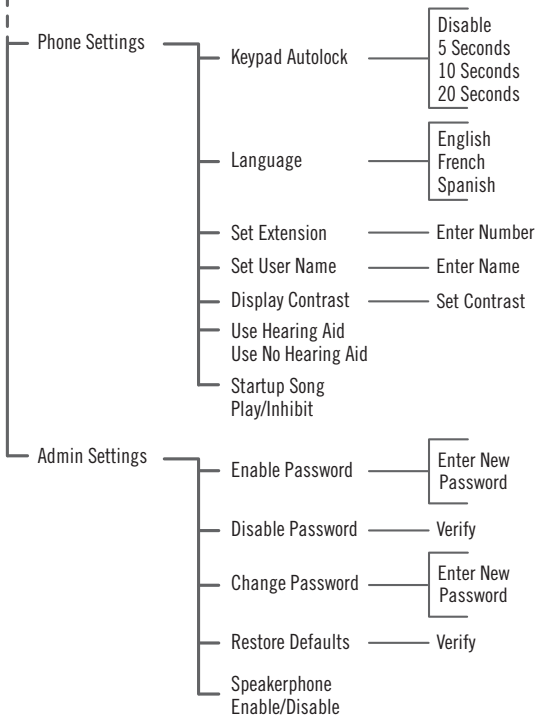 Phone Settings
Keypad Autolock
Disable
5 Seconds
10 Seconds
20 Seconds
Language
English
French
Spanish
Set Extension
Enter Number
Set User Name
Enter Name
Display Contrast
Set Contrast
Use Hearing Aid
Use No Hearing Aid
Startup Song
Play/Inhibit
Admin Settings
Enable Password
Enter New
Password
Disable Password
Verify
Change Password
Enter New
Password
Restore Defaults
Verify
Speakerphone
Enable/Disable